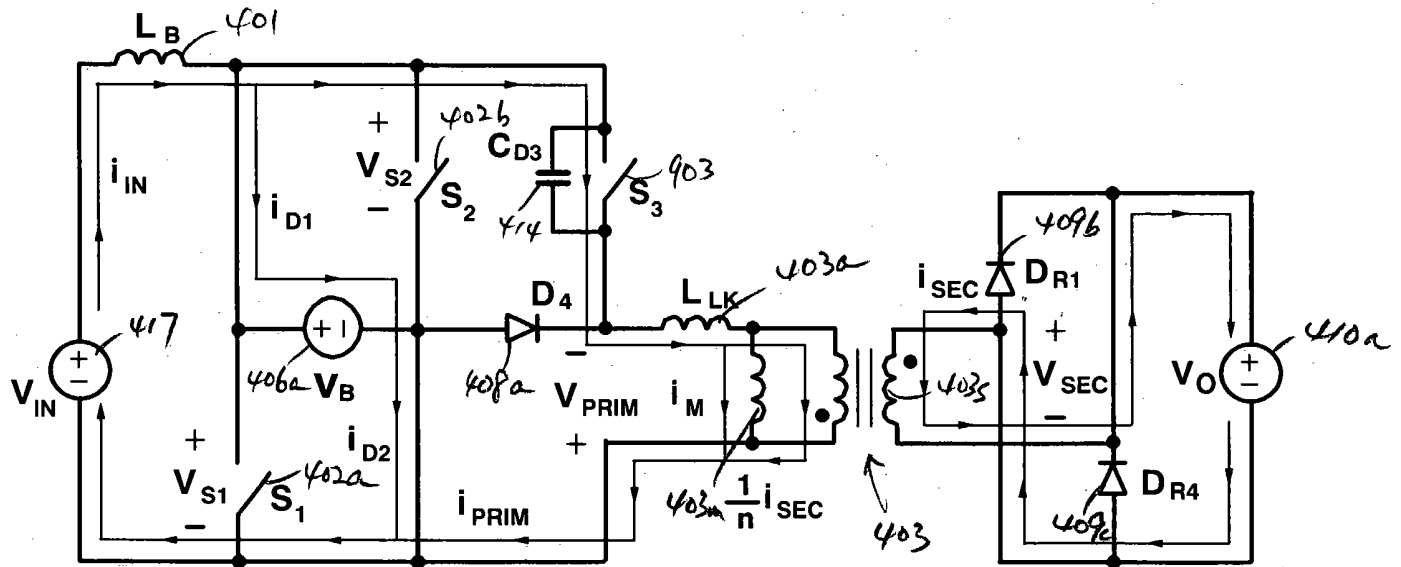 L B 401
402b
+
V S2
−
S 2
C D3
414
S 3
903
i IN
i D1
403a
409b
D 4
L LK
i SEC
D R1
+ −
417
V IN
+ −
406a
V B
408a
−
V PRIM
+
i M
403s
+
V SEC
−
V O
+ −
410a
+
V S1
−
S 1
402a
i D2
i PRIM
403m
1/n i SEC
403
D R4
409c